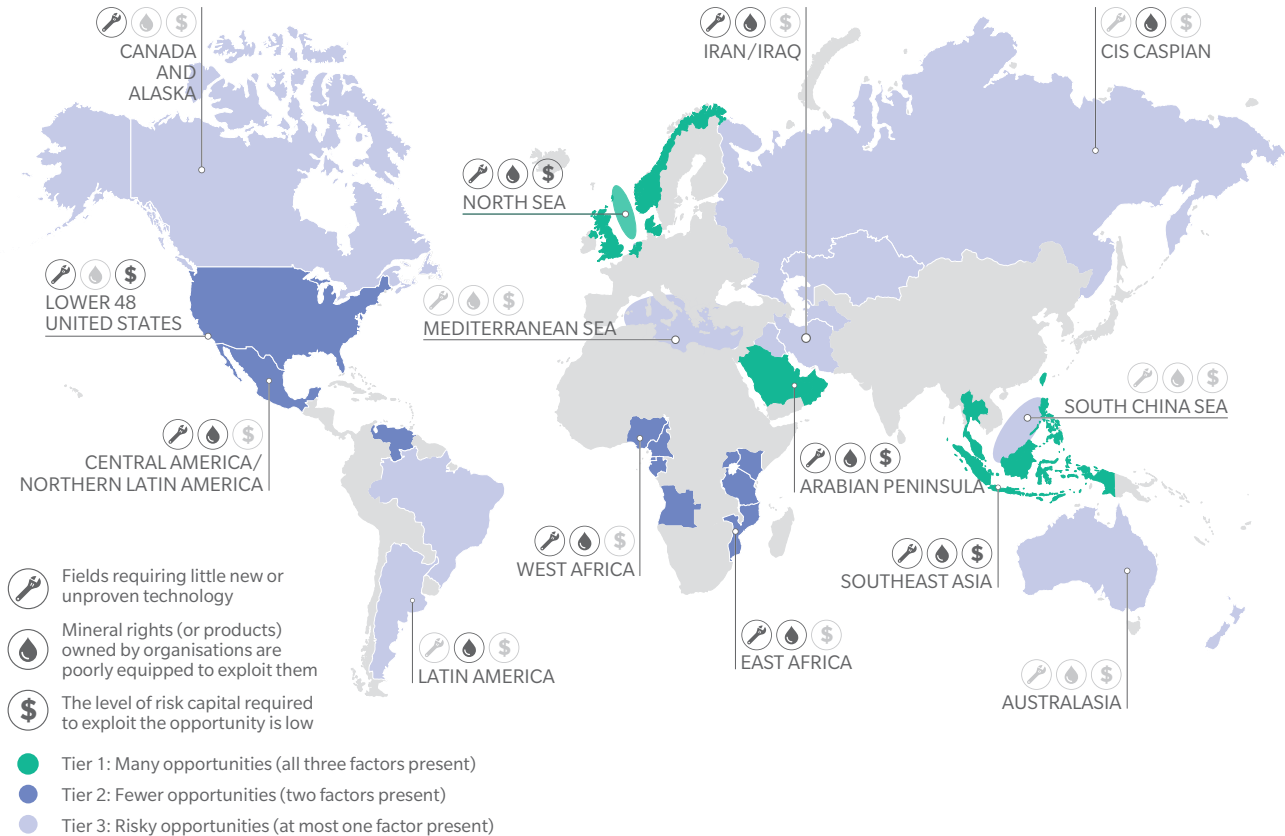 CANADA
AND
ALASKA
IRAN/IRAQ
CIS CASPIAN
NORTH SEA
LOWER 48
UNITED STATES
MEDITERRANEAN SEA
SOUTH CHINA SEA
CENTRAL AMERICA/
NORTHERN LATIN AMERICA
ARABIAN PENINSULA
WEST AFRICA
SOUTHEAST ASIA
EAST AFRICA
LATIN AMERICA
AUSTRALASIA
Fields requiring little new or
unproven technology
Mineral rights (or products)
owned by organisations are
poorly equipped to exploit them
$ The level of risk capital required
to exploit the opportunity is low
Tier 1: Many opportunities (all three factors present)
Tier 2: Fewer opportunities (two factors present)
Tier 3: Risky opportunities (at most one factor present)